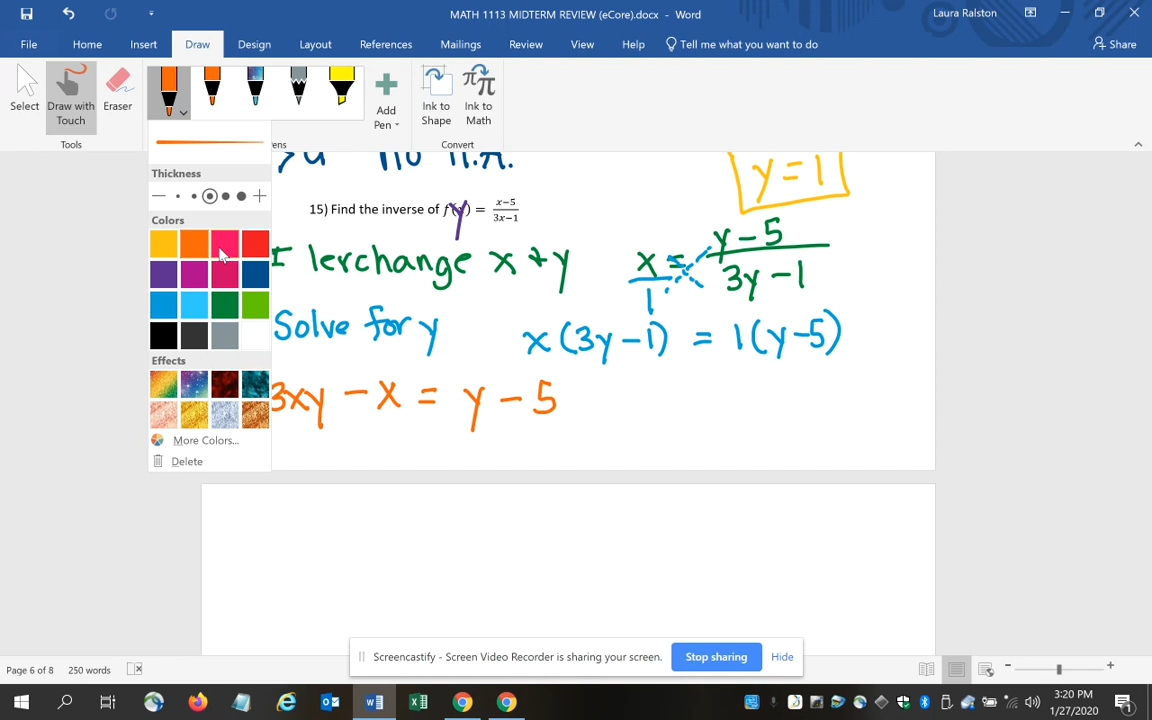 MATH 1113 MIDTERM REVIEW (eCore).docx - Word
Laura Ralston
File Home Insert Draw Design Layout References Mailings Review View Help Tell me what you want to do Share
Select
Draw with Touch
Eraser
Add Pen
Ink to Shape
Ink to Math
Tools
Convert
Thickness
Colors
Effects
More Colors...
Delete
no H.A.
y = 1
15) Find the inverse of f(x) = x−5 / 3x−1
y
Interchange x + y
x = y − 5 / 3y − 1
1
Solve for y
x(3y − 1) = 1(y − 5)
3xy − x = y − 5
Screencastify - Screen Video Recorder is sharing your screen.
Stop sharing
Hide
Page 6 of 8 250 words
3:20 PM
1/27/2020